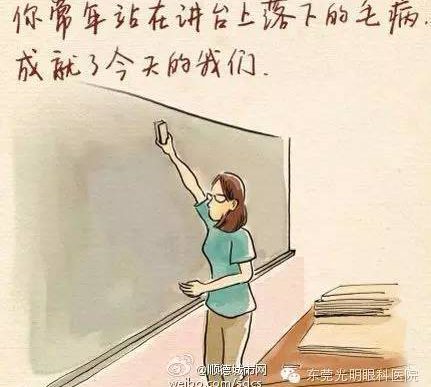 你常年站在讲台上落下的毛病.
成就了今天的我们.
@顺德城市网
weibo.com/sdcs
东莞光明眼科医院